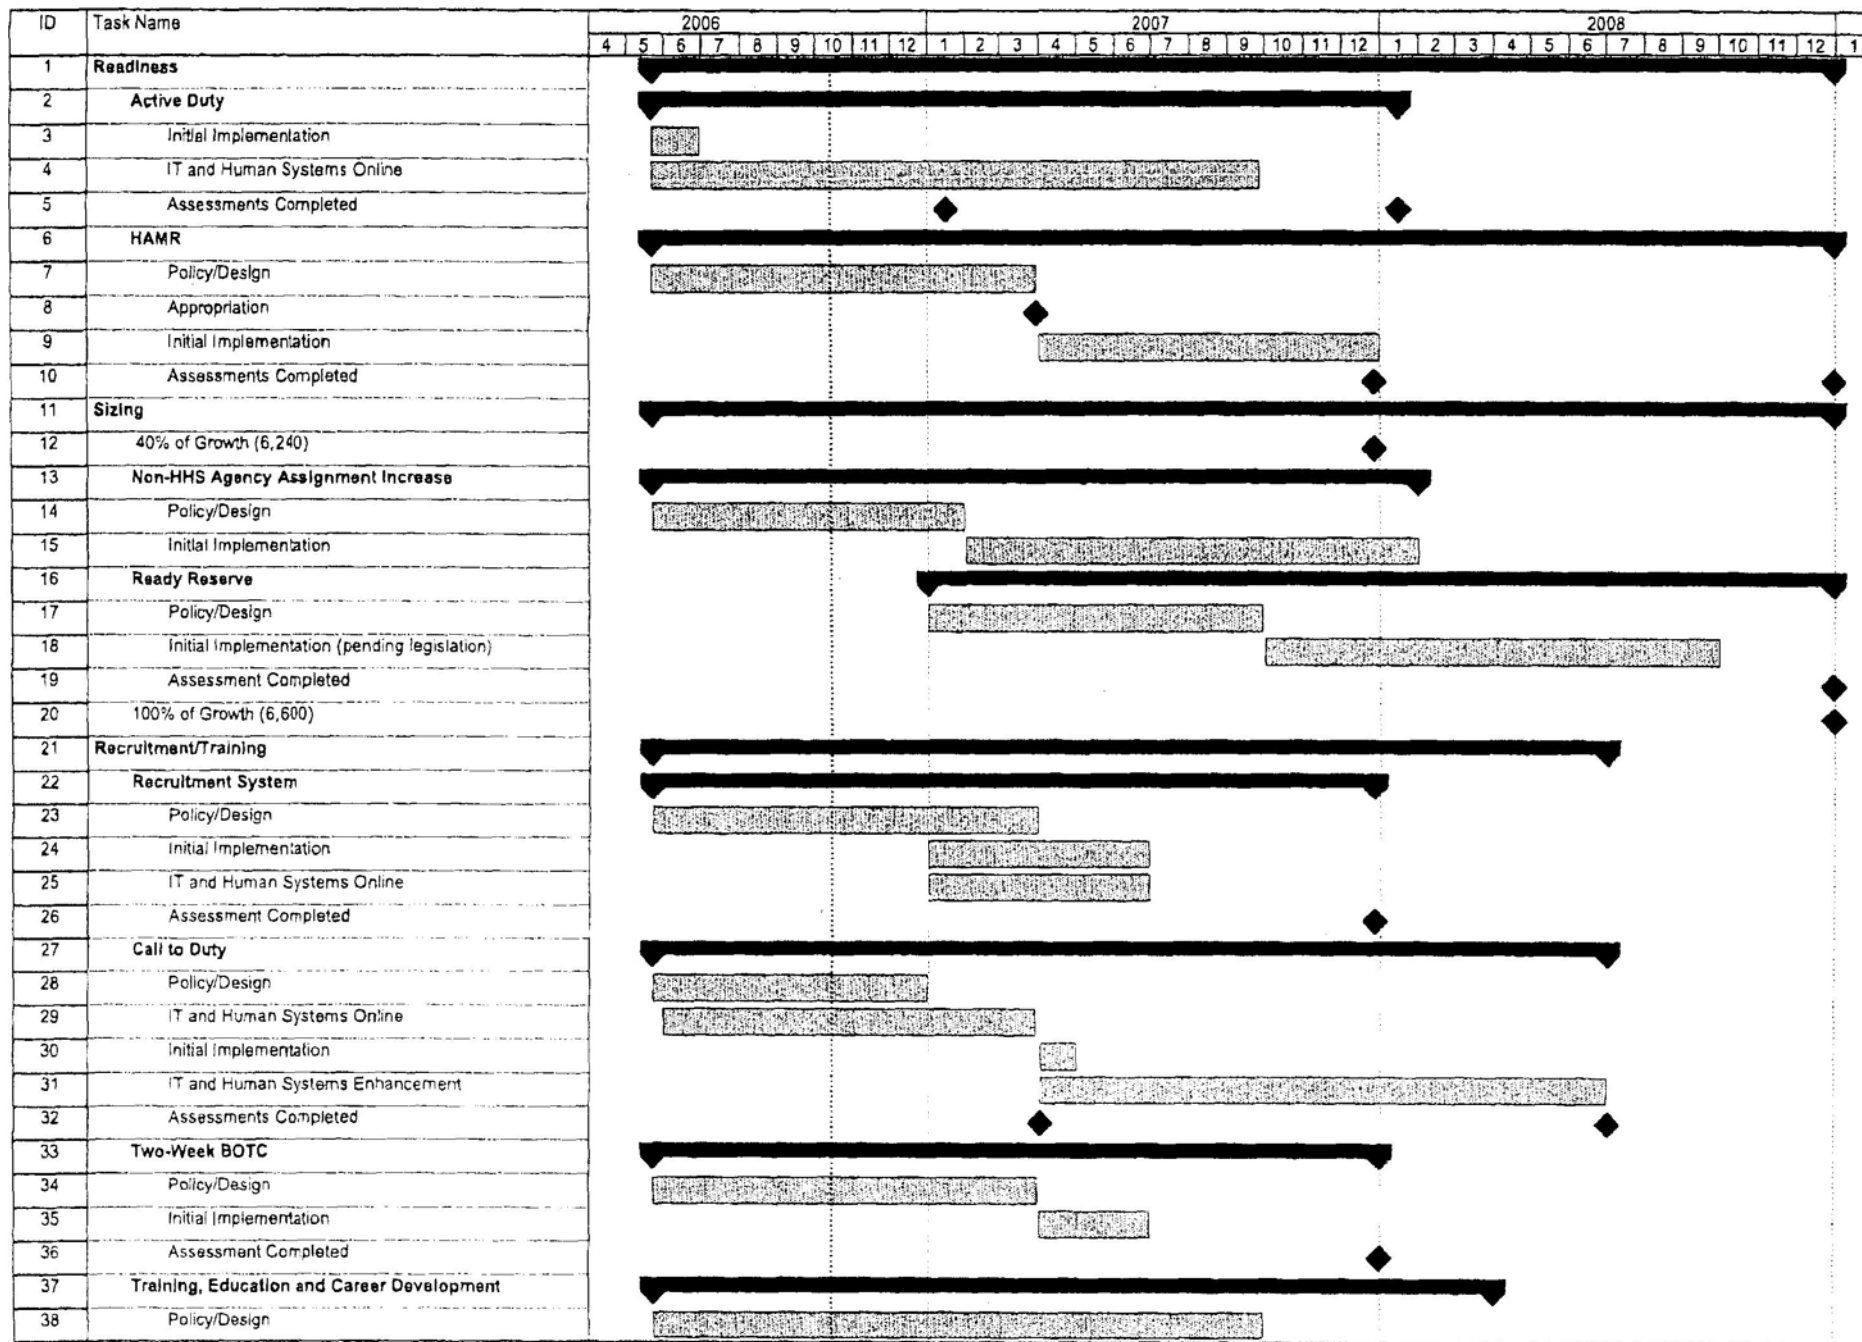 ID Task Name 2006 2007 2008
4 5 6 7 8 9 10 11 12 1 2 3 4 5 6 7 8 9 10 11 12 1 2 3 4 5 6 7 8 9 10 11 12 1
1 Readiness
2 Active Duty
3 Initial Implementation
4 IT and Human Systems Online
5 Assessments Completed
6 HAMR
7 Policy/Design
8 Appropriation
9 Initial Implementation
10 Assessments Completed
11 Sizing
12 40% of Growth (6,240)
13 Non-HHS Agency Assignment Increase
14 Policy/Design
15 Initial Implementation
16 Ready Reserve
17 Policy/Design
18 Initial Implementation (pending legislation)
19 Assessment Completed
20 100% of Growth (6,600)
21 Recruitment/Training
22 Recruitment System
23 Policy/Design
24 Initial Implementation
25 IT and Human Systems Online
26 Assessment Completed
27 Call to Duty
28 Policy/Design
29 IT and Human Systems Online
30 Initial Implementation
31 IT and Human Systems Enhancement
32 Assessments Completed
33 Two-Week BOTC
34 Policy/Design
35 Initial Implementation
36 Assessment Completed
37 Training, Education and Career Development
38 Policy/Design